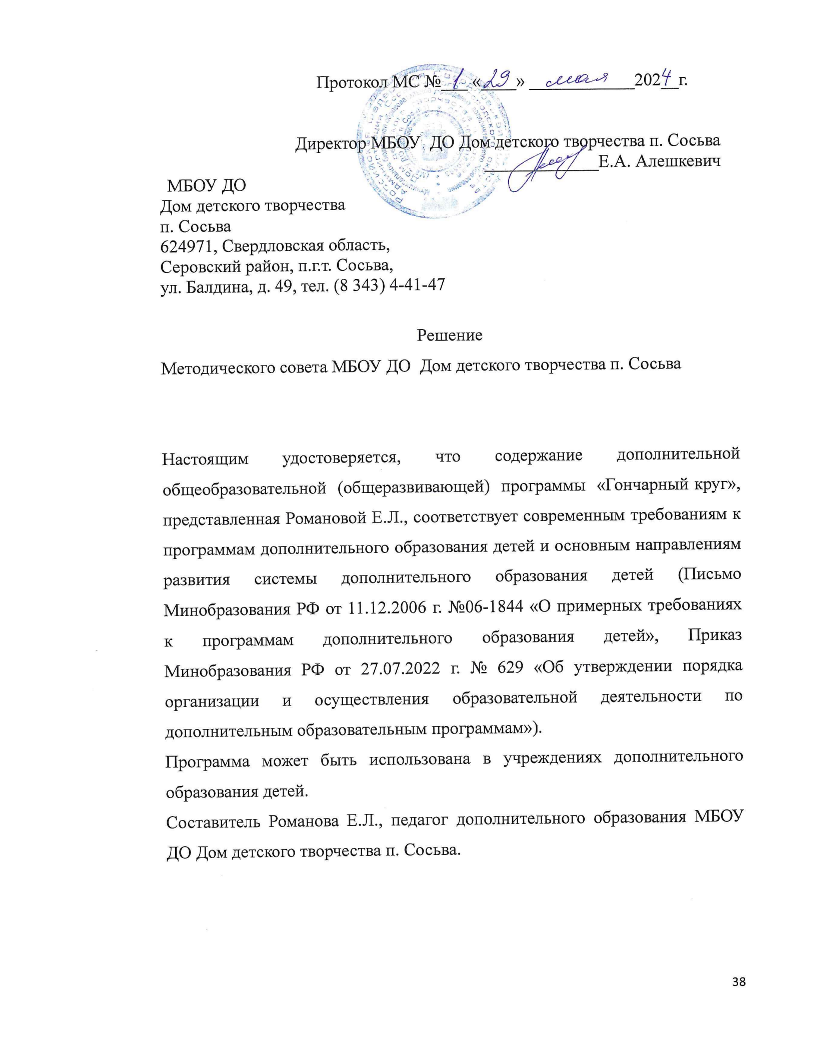 Протокол МС № 1 «29» мая 2024 г.
Директор МБОУ ДО Дом детского творчества п. Сосьва
Е.А. Алешкевич
МБОУ ДО
Дом детского творчества
п. Сосьва
624971, Свердловская область,
Серовский район, п.г.т. Сосьва,
ул. Балдина, д. 49, тел. (8 343) 4-41-47
Решение
Методического совета МБОУ ДО Дом детского творчества п. Сосьва
Настоящим удостоверяется, что содержание дополнительной
общеобразовательной (общеразвивающей) программы «Гончарный круг»,
представленная Романовой Е.Л., соответствует современным требованиям к
программам дополнительного образования детей и основным направлениям
развития системы дополнительного образования детей (Письмо
Минобразования РФ от 11.12.2006 г. №06-1844 «О примерных требованиях
к программам дополнительного образования детей», Приказ
Минобразования РФ от 27.07.2022 г. № 629 «Об утверждении порядка
организации и осуществления образовательной деятельности по
дополнительным образовательным программам»).
Программа может быть использована в учреждениях дополнительного
образования детей.
Составитель Романова Е.Л., педагог дополнительного образования МБОУ
ДО Дом детского творчества п. Сосьва.
38